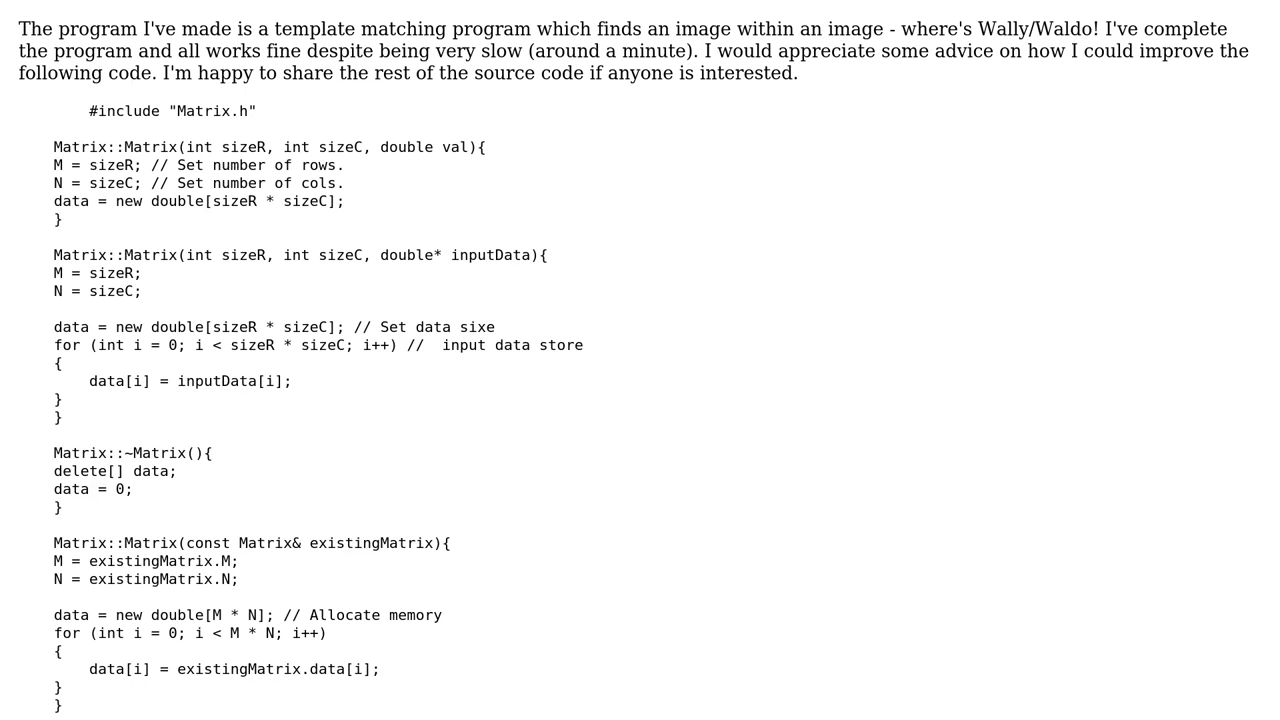 The program I've made is a template matching program which finds an image within an image - where's Wally/Waldo! I've complete
the program and all works fine despite being very slow (around a minute). I would appreciate some advice on how I could improve the
following code. I'm happy to share the rest of the source code if anyone is interested.
#include "Matrix.h"
Matrix::Matrix(int sizeR, int sizeC, double val){
M = sizeR; // Set number of rows.
N = sizeC; // Set number of cols.
data = new double[sizeR * sizeC];
}
Matrix::Matrix(int sizeR, int sizeC, double* inputData){
M = sizeR;
N = sizeC;
data = new double[sizeR * sizeC]; // Set data sixe
for (int i = 0; i < sizeR * sizeC; i++) //  input data store
{
data[i] = inputData[i];
}
}
Matrix::~Matrix(){
delete[] data;
data = 0;
}
Matrix::Matrix(const Matrix& existingMatrix){
M = existingMatrix.M;
N = existingMatrix.N;
data = new double[M * N]; // Allocate memory
for (int i = 0; i < M * N; i++)
{
data[i] = existingMatrix.data[i];
}
}